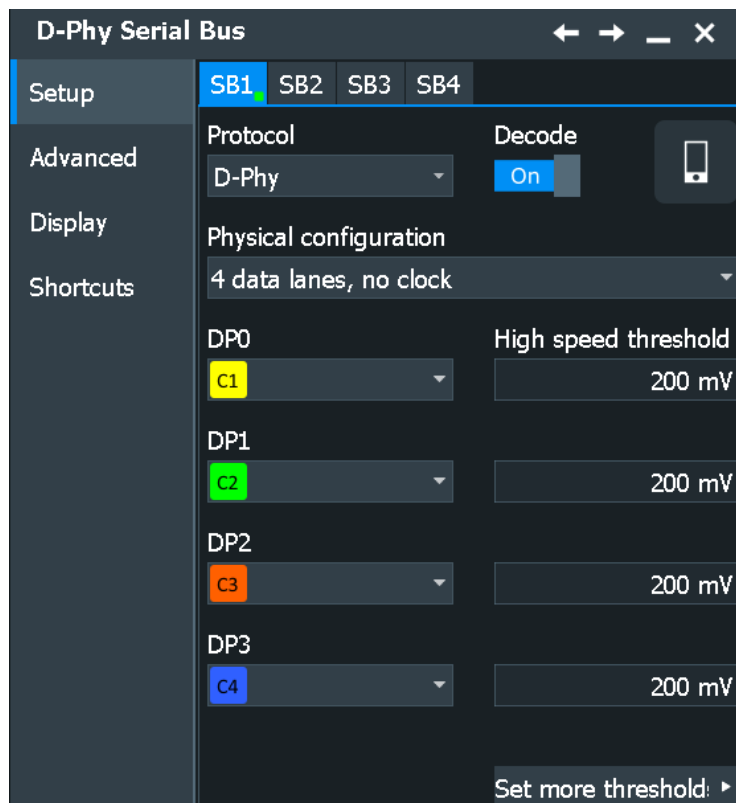 D-Phy Serial Bus
Setup
Advanced
Display
Shortcuts
SB1 SB2 SB3 SB4
Protocol
Decode
D-Phy
On
Physical configuration
4 data lanes, no clock
DP0
High speed threshold
C1
200 mV
DP1
C2
200 mV
DP2
C3
200 mV
DP3
C4
200 mV
Set more threshold